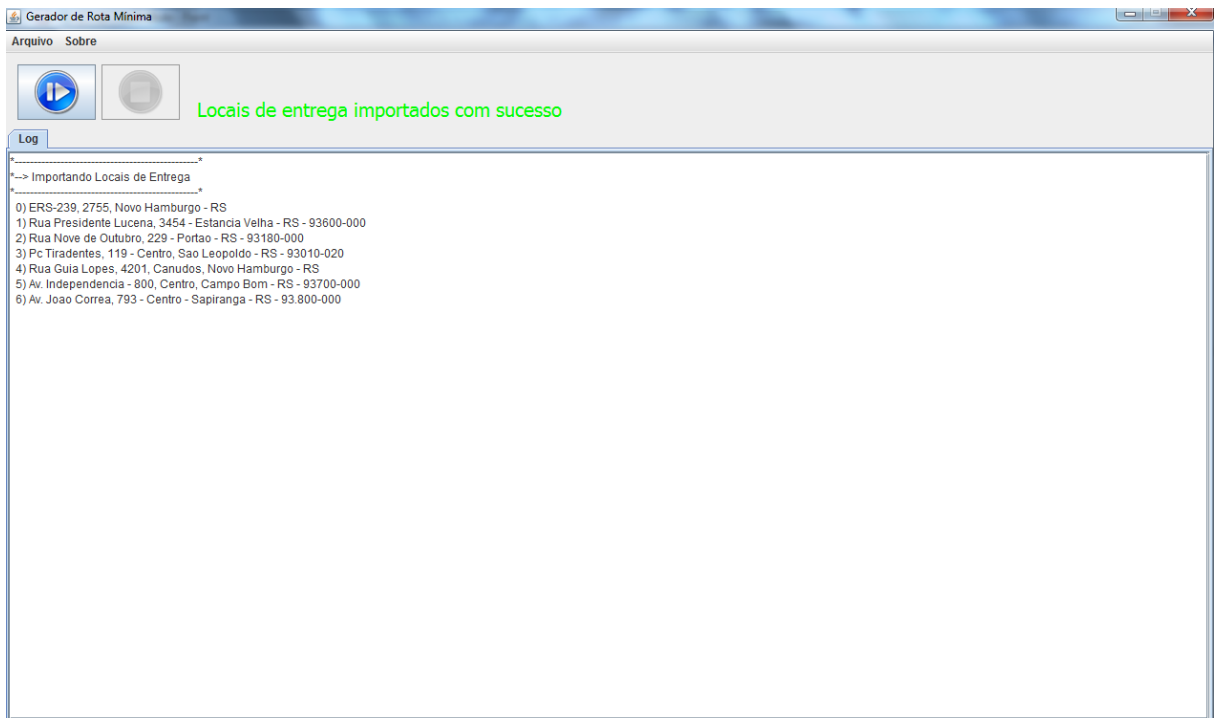 Gerador de Rota Mínima
Arquivo Sobre
Locais de entrega importados com sucesso
Log
*------------------------------------------------*
*--> Importando Locais de Entrega
*------------------------------------------------*
0) ERS-239, 2755, Novo Hamburgo - RS
1) Rua Presidente Lucena, 3454 - Estancia Velha - RS - 93600-000
2) Rua Nove de Outubro, 229 - Portao - RS - 93180-000
3) Pc Tiradentes, 119 - Centro, Sao Leopoldo - RS - 93010-020
4) Rua Guia Lopes, 4201, Canudos, Novo Hamburgo - RS
5) Av. Independencia - 800, Centro, Campo Bom - RS - 93700-000
6) Av. Joao Correa, 793 - Centro - Sapiranga - RS - 93.800-000